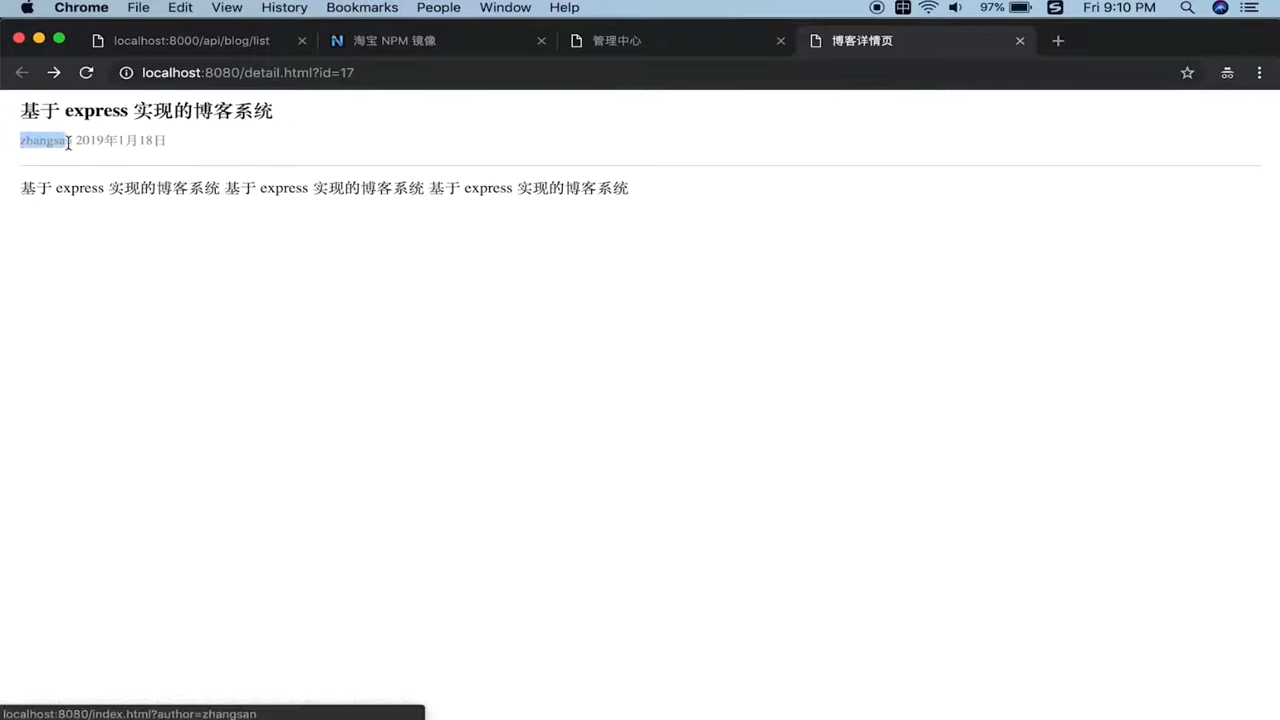 Chrome File Edit View History Bookmarks People Window Help 中 97% S Fri 9:10 PM
localhost:8000/api/blog/list N 淘宝 NPM 镜像 管理中心 博客详情页
localhost:8080/detail.html?id=17
基于 express 实现的博客系统
zhangsan 2019年1月18日
基于 express 实现的博客系统 基于 express 实现的博客系统 基于 express 实现的博客系统
localhost:8080/index.html?author=zhangsan